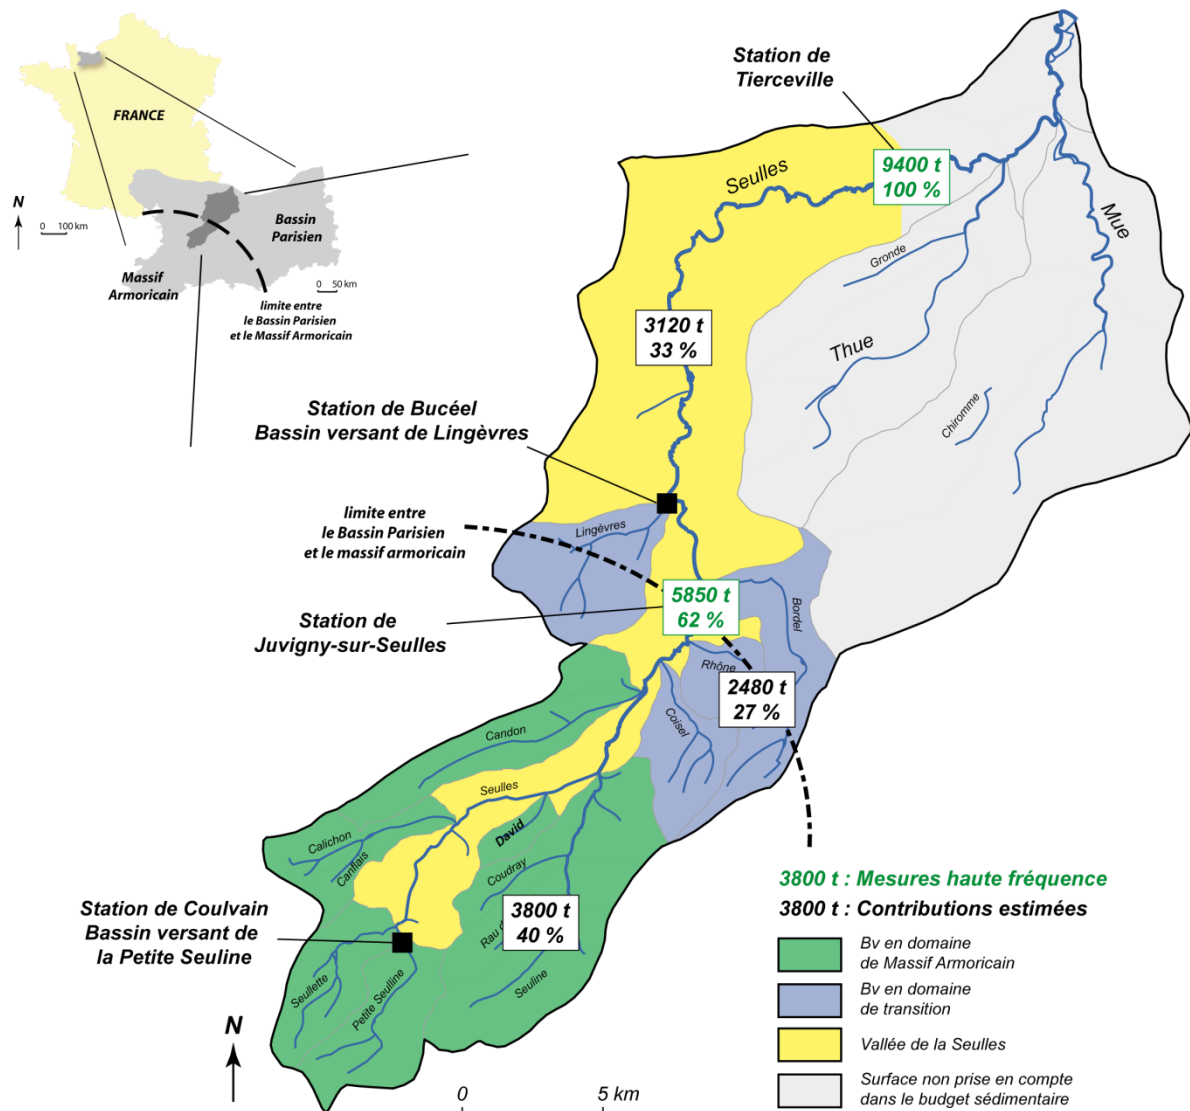 FRANCE
N
0 100 km
Bassin
Parisien
Massif
Armoricain
0 50 km
limite entre
le Bassin Parisien
et le Massif Armoricain
Station de
Tierceville
9400 t
100 %
Seulles
Mue
Gronde
Thue
Chiromme
3120 t
33 %
Station de Bucéel
Bassin versant de Lingèvres
limite entre
le Bassin Parisien
et le massif armoricain
Lingèvres
5850 t
62 %
Bordel
Station de
Juvigny-sur-Seulles
Rhône
2480 t
27 %
Coisel
Candon
Seulles
David
Calichon
Canflais
Coudray
3800 t
40 %
Rau d
Seuline
Station de Coulvain
Bassin versant de
la Petite Seuline
Seullette
Petite Seulline
N
0 5 km
3800 t : Mesures haute fréquence
3800 t : Contributions estimées
Bv en domaine
de Massif Armoricain
Bv en domaine
de transition
Vallée de la Seulles
Surface non prise en compte
dans le budget sédimentaire